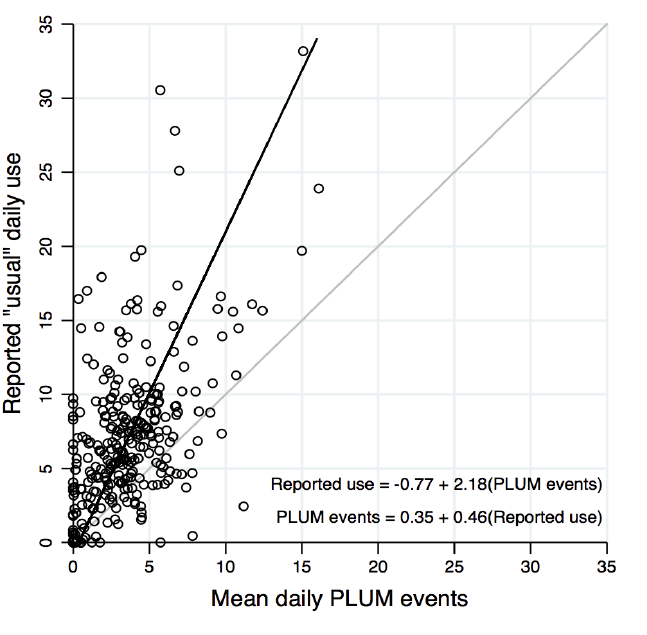 Reported "usual" daily use
35
30
25
20
15
10
5
0
Reported use = -0.77 + 2.18(PLUM events)
PLUM events = 0.35 + 0.46(Reported use)
0 5 10 15 20 25 30 35
Mean daily PLUM events